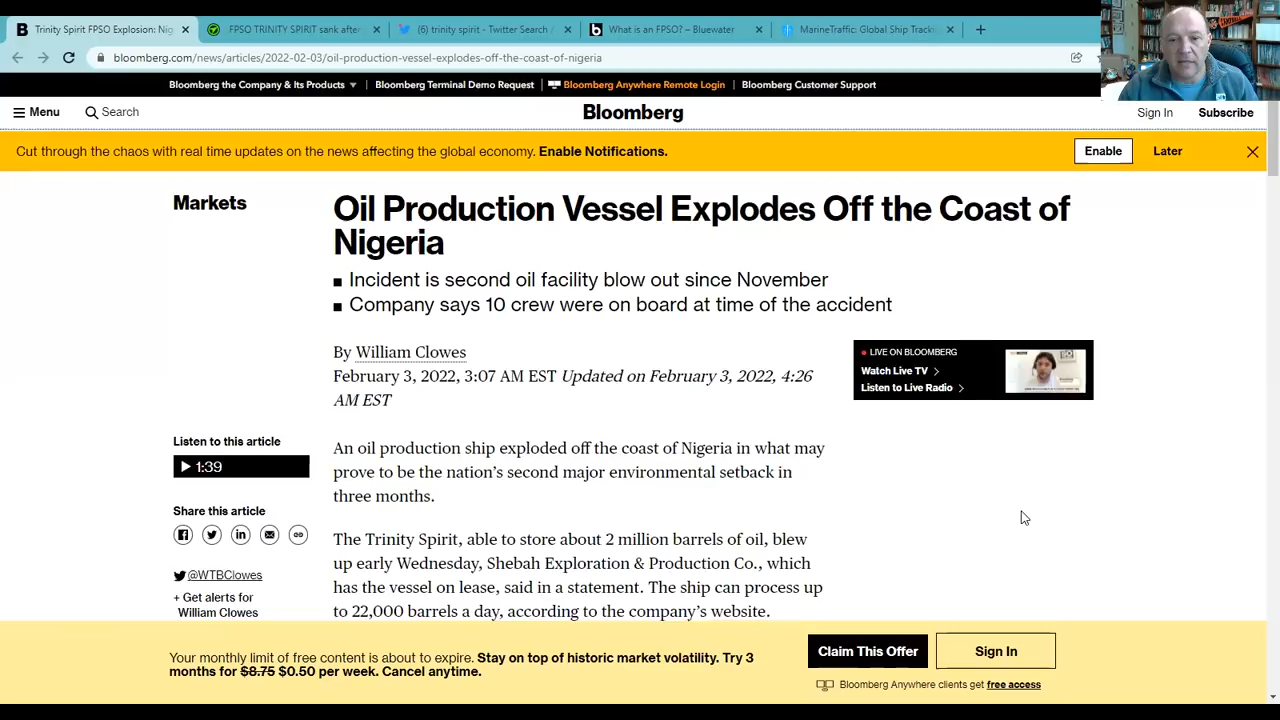 Trinity Spirit FPSO Explosion: Nig
FPSO TRINITY SPIRIT sank after
(6) trinity spirit - Twitter Search /
What is an FPSO? – Bluewater
MarineTraffic: Global Ship Track
bloomberg.com/news/articles/2022-02-03/oil-production-vessel-explodes-off-the-coast-of-nigeria
Bloomberg the Company & Its Products
Bloomberg Terminal Demo Request
Bloomberg Anywhere Remote Login
Bloomberg Customer Support
Menu
Search
Bloomberg
Sign In
Subscribe
Cut through the chaos with real time updates on the news affecting the global economy. Enable Notifications.
Enable
Later
Markets
Oil Production Vessel Explodes Off the Coast of
Nigeria
Incident is second oil facility blow out since November
Company says 10 crew were on board at time of the accident
By William Clowes
February 3, 2022, 3:07 AM EST Updated on February 3, 2022, 4:26
AM EST
LIVE ON BLOOMBERG
Watch Live TV
Listen to Live Radio
Listen to this article
1:39
Share this article
@WTBClowes
+ Get alerts for
William Clowes
An oil production ship exploded off the coast of Nigeria in what may
prove to be the nation's second major environmental setback in
three months.
The Trinity Spirit, able to store about 2 million barrels of oil, blew
up early Wednesday, Shebah Exploration & Production Co., which
has the vessel on lease, said in a statement. The ship can process up
to 22,000 barrels a day, according to the company's website.
Your monthly limit of free content is about to expire. Stay on top of historic market volatility. Try 3
months for $8.75 $0.50 per week. Cancel anytime.
Claim This Offer
Sign In
Bloomberg Anywhere clients get free access